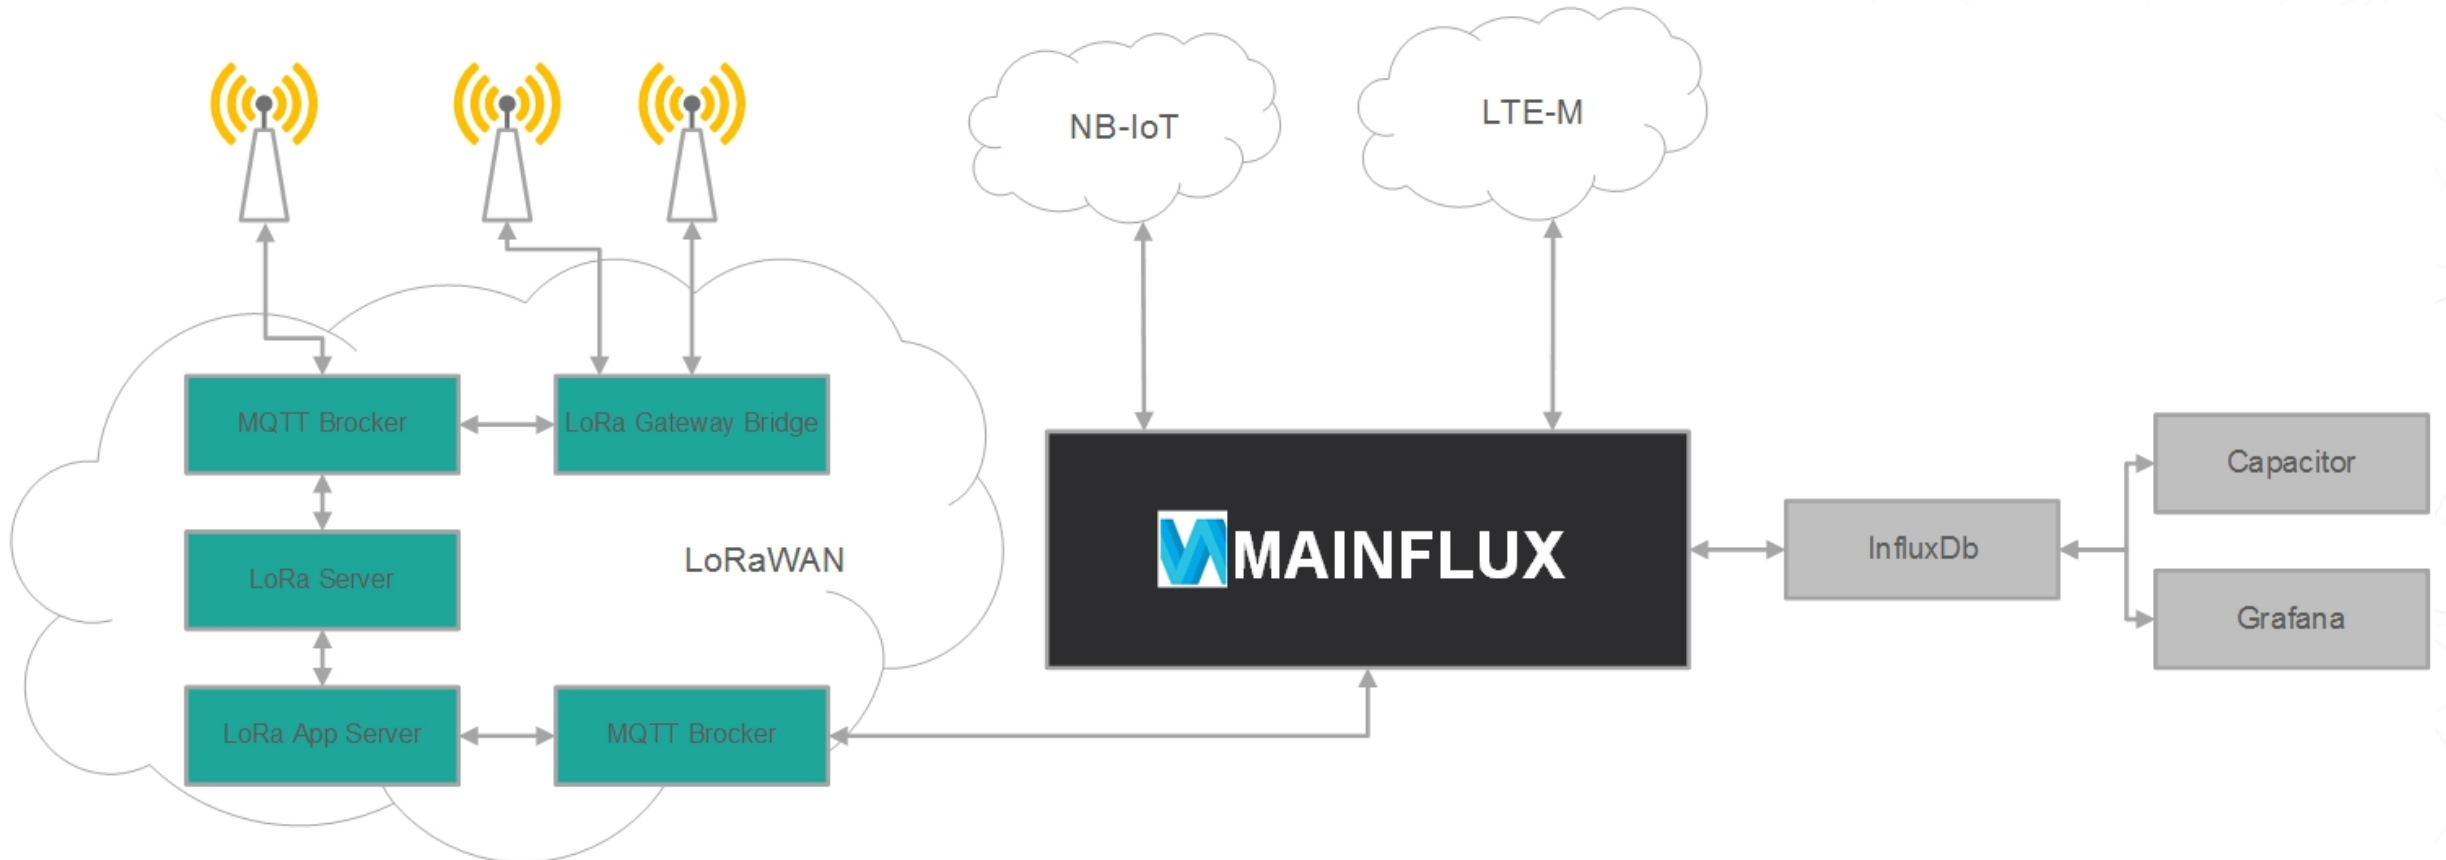 NB-IoT
LTE-M
MQTT Brocker
LoRa Gateway Bridge
LoRa Server
LoRaWAN
LoRa App Server
MQTT Brocker
MAINFLUX
InfluxDb
Capacitor
Grafana